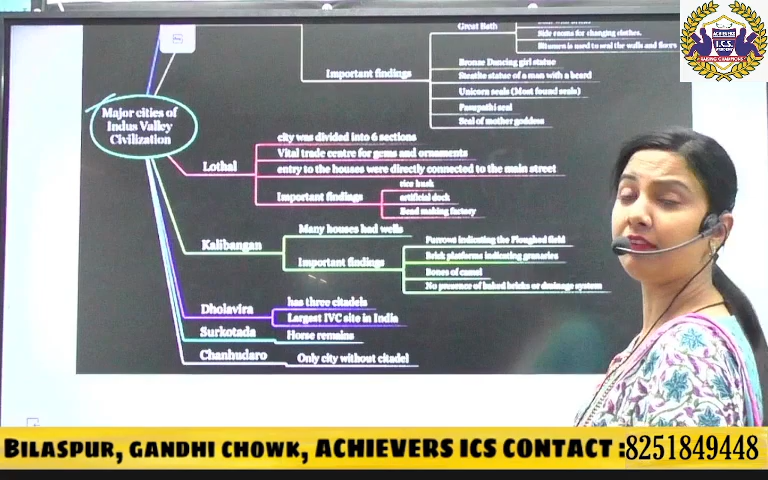 ACHIEVERS
I.C.S.
ACADEMY
MAKING CHAMPIONS
Great Bath
Side rooms for changing clothes.
Bitumen is used to seal the walls and floors
Important findings
Bronze Dancing girl statue
Steatite statue of a man with a beard
Unicorn seals (Most found seals)
Pasupathi seal
Seal of mother goddess
Major cities of
Indus Valley
Civilization
Lothal
city was divided into 6 sections
Vital trade centre for gems and ornaments
entry to the houses were directly connected to the main street
Important findings
rice husk
artificial dock
Bead making factory
Kalibangan
Many houses had wells
Important findings
Furrows indicating the Ploughed field
Brick platforms indicating granaries
Bones of camel
No presence of baked bricks or drainage system
Dholavira
has three citadels
Largest IVC site in India
Surkotada
Horse remains
Chanhudaro
Only city without citadel
BILASPUR, GANDHI CHOWK, ACHIEVERS ICS CONTACT :8251849448